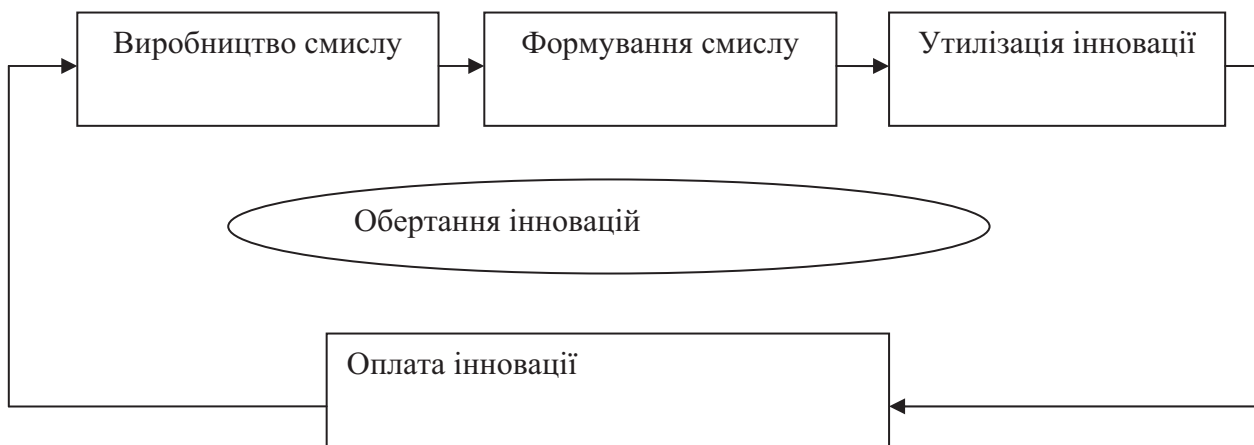 Виробництво смислу
Формування смислу
Утилізація інновації
Обертання інновацій
Оплата інновації